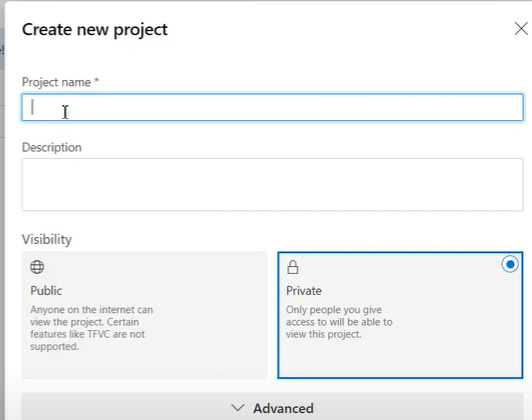 Create new project
Project name *
Description
Visibility
Public
Anyone on the internet can
view the project. Certain
features like TFVC are not
supported.
Private
Only people you give
access to will be able to
view this project.
Advanced